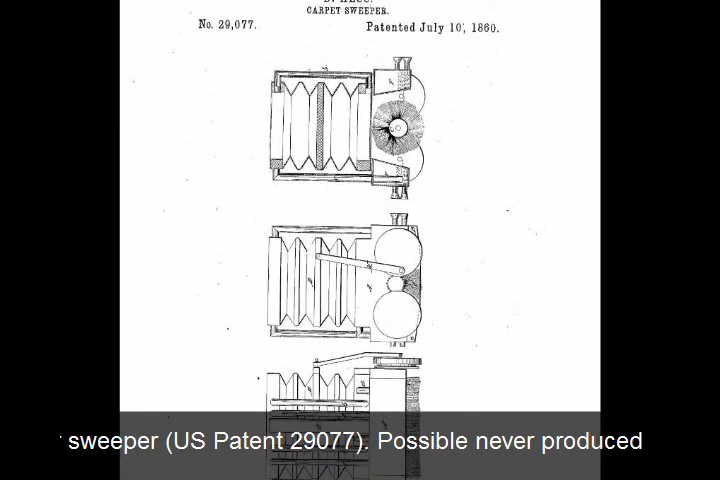 CARPET SWEEPER.
No. 29,077.
Patented July 10, 1860.
sweeper (US Patent 29077). Possible never produced